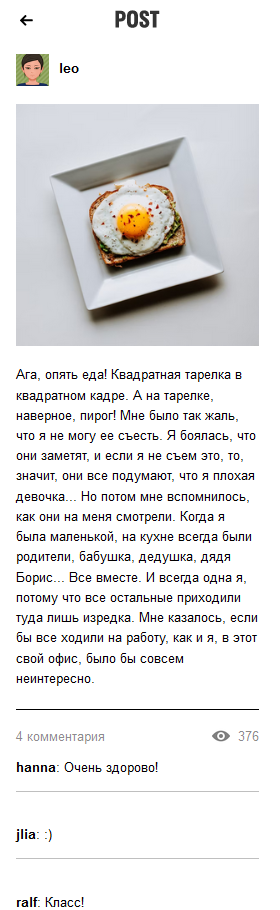 POST
leo
Ага, опять еда! Квадратная тарелка в
квадратном кадре. А на тарелке,
наверное, пирог! Мне было так жаль,
что я не могу ее съесть. Я боялась, что
они заметят, и если я не съем это, то,
значит, они все подумают, что я плохая
девочка... Но потом мне вспомнилось,
как они на меня смотрели. Когда я
была маленькой, на кухне всегда были
родители, бабушка, дедушка, дядя
Борис... Все вместе. И всегда одна я,
потому что все остальные приходили
туда лишь изредка. Мне казалось, если
бы все ходили на работу, как и я, в этот
свой офис, было бы совсем
неинтересно.
4 комментария 376
hanna: Очень здорово!
jlia: :)
ralf: Класс!